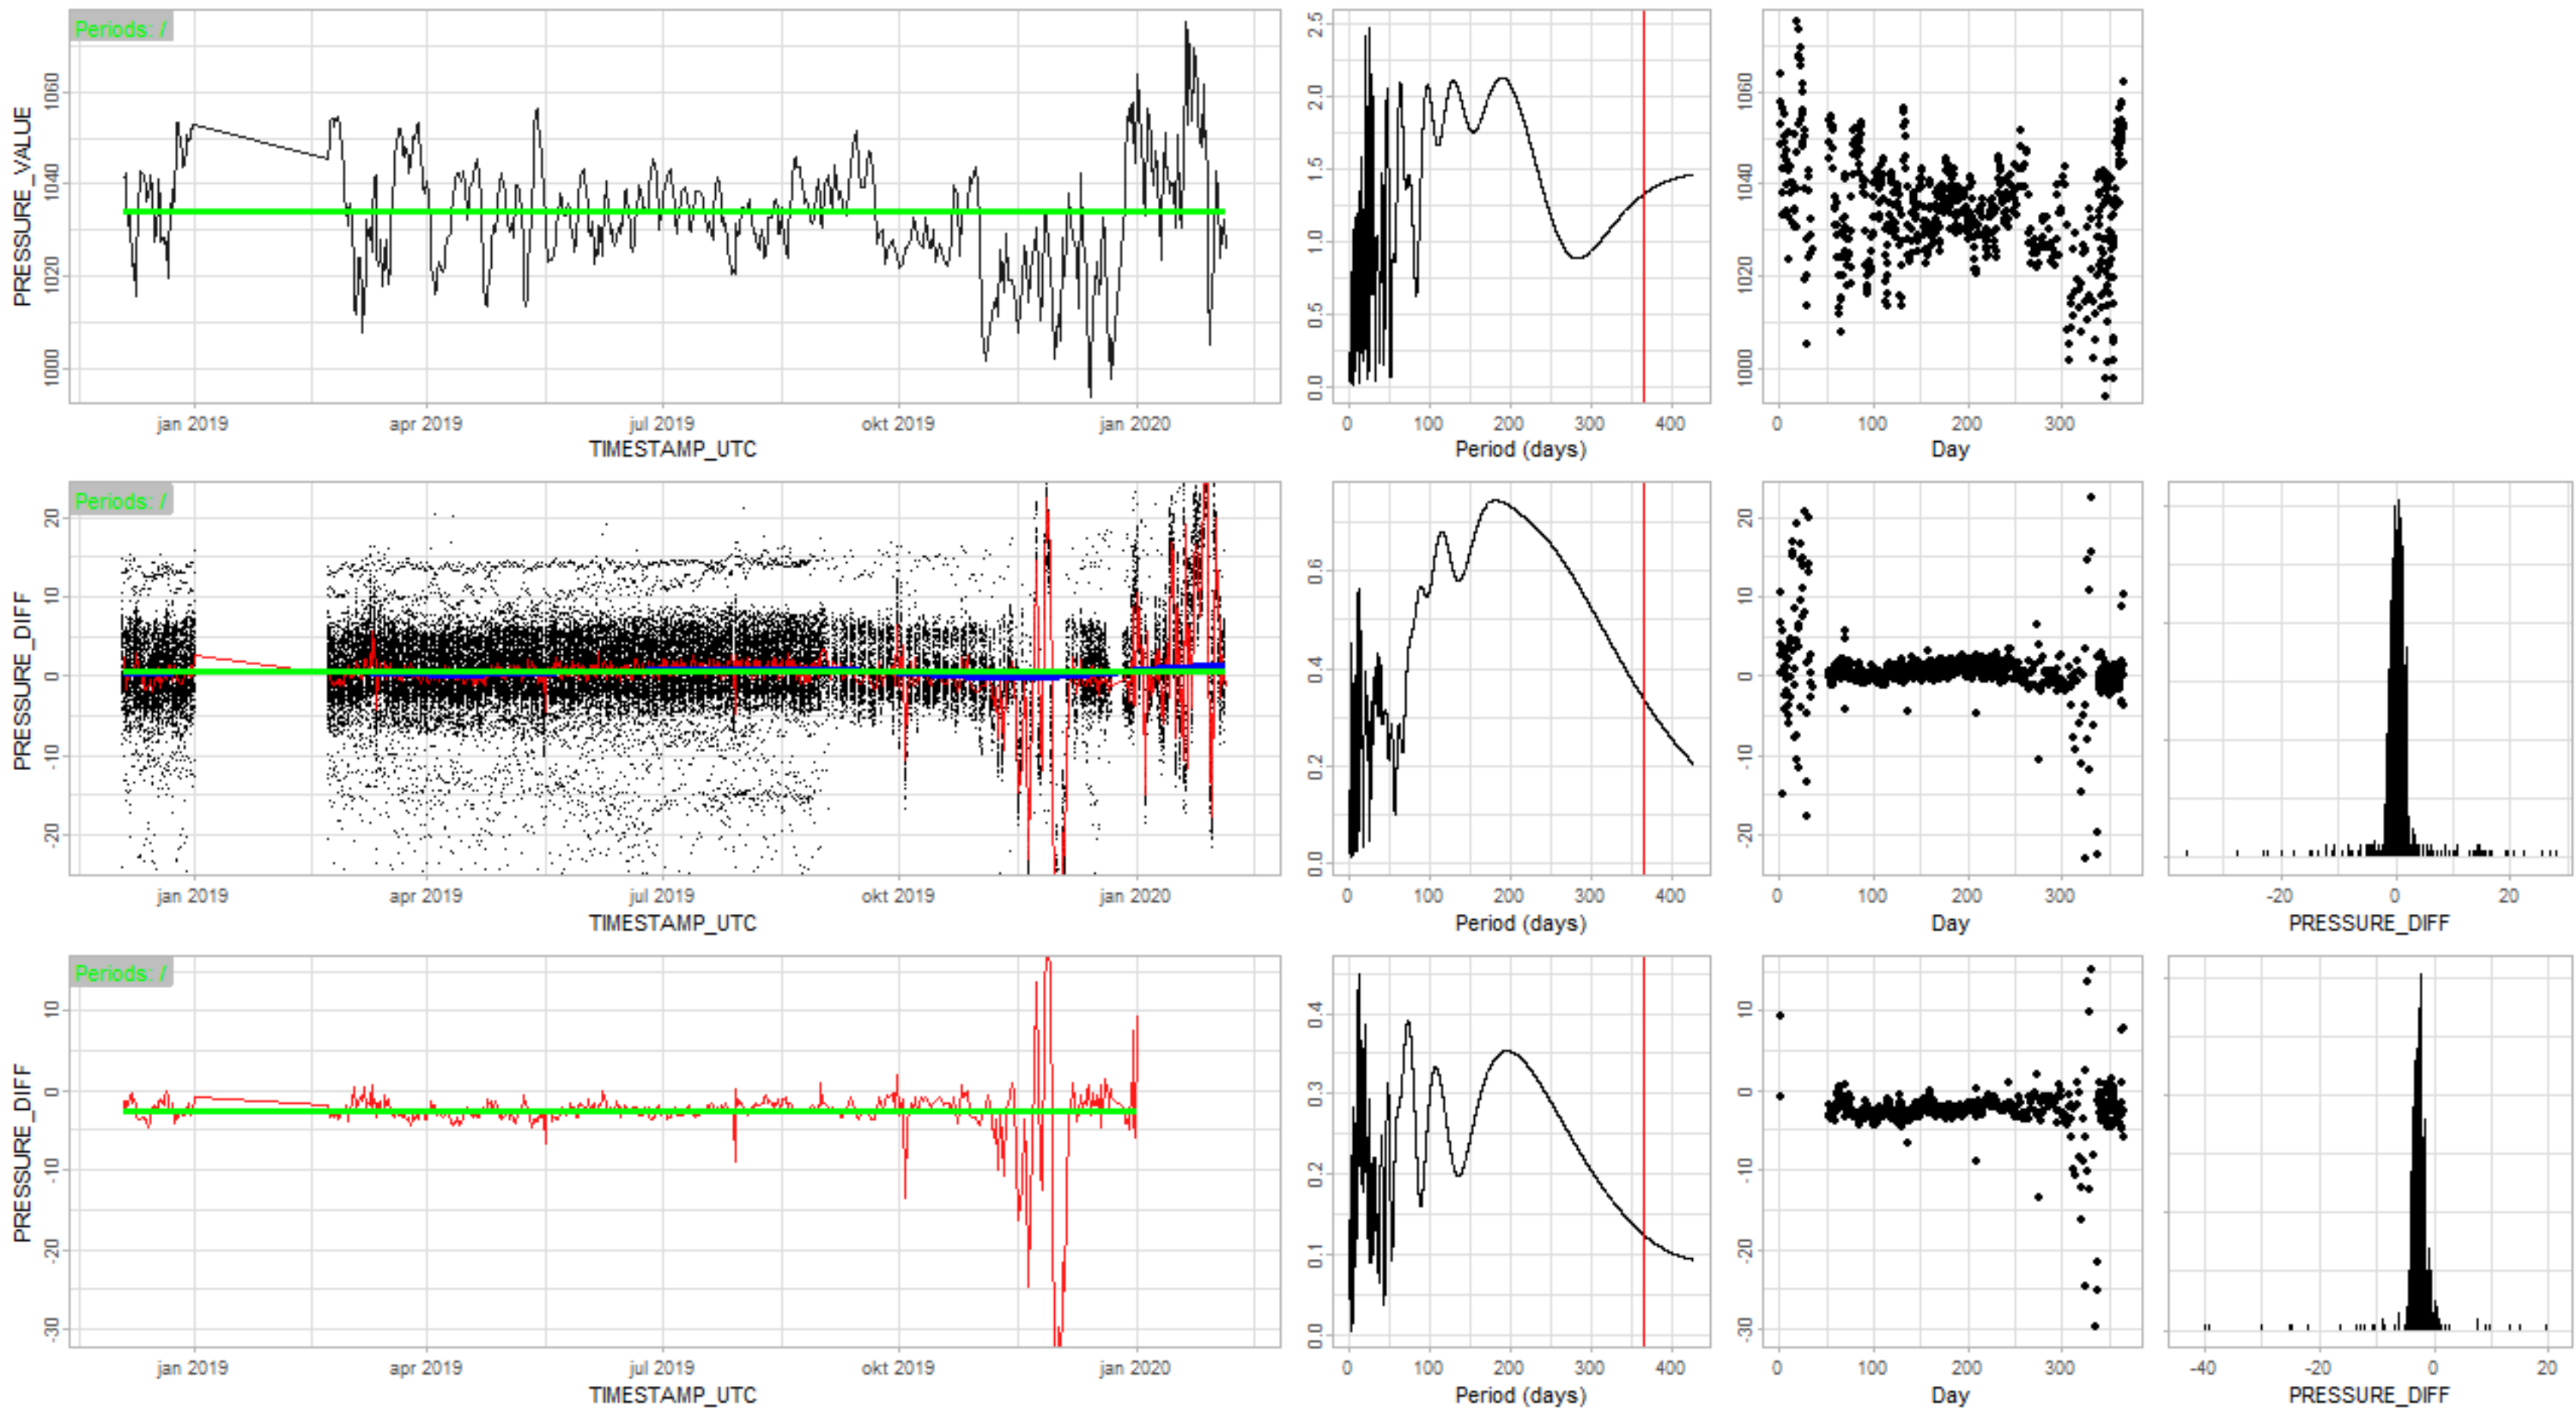 Periods: /
PRESSURE_VALUE
1000 1020 1040 1060
jan 2019 apr 2019 jul 2019 okt 2019 jan 2020
TIMESTAMP_UTC
0.0 0.5 1.0 1.5 2.0 2.5
0 100 200 300 400
Period (days)
1000 1020 1040 1060
0 100 200 300
Day
Periods: /
PRESSURE_DIFF
-20 -10 0 10 20
jan 2019 apr 2019 jul 2019 okt 2019 jan 2020
TIMESTAMP_UTC
0.0 0.2 0.4 0.6
0 100 200 300 400
Period (days)
-20 -10 0 10 20
0 100 200 300
Day
-20 0 20
PRESSURE_DIFF
Periods: /
PRESSURE_DIFF
-30 -20 -10 0 10
jan 2019 apr 2019 jul 2019 okt 2019 jan 2020
TIMESTAMP_UTC
0.0 0.1 0.2 0.3 0.4
0 100 200 300 400
Period (days)
-30 -20 -10 0 10
0 100 200 300
Day
-40 -20 0 20
PRESSURE_DIFF